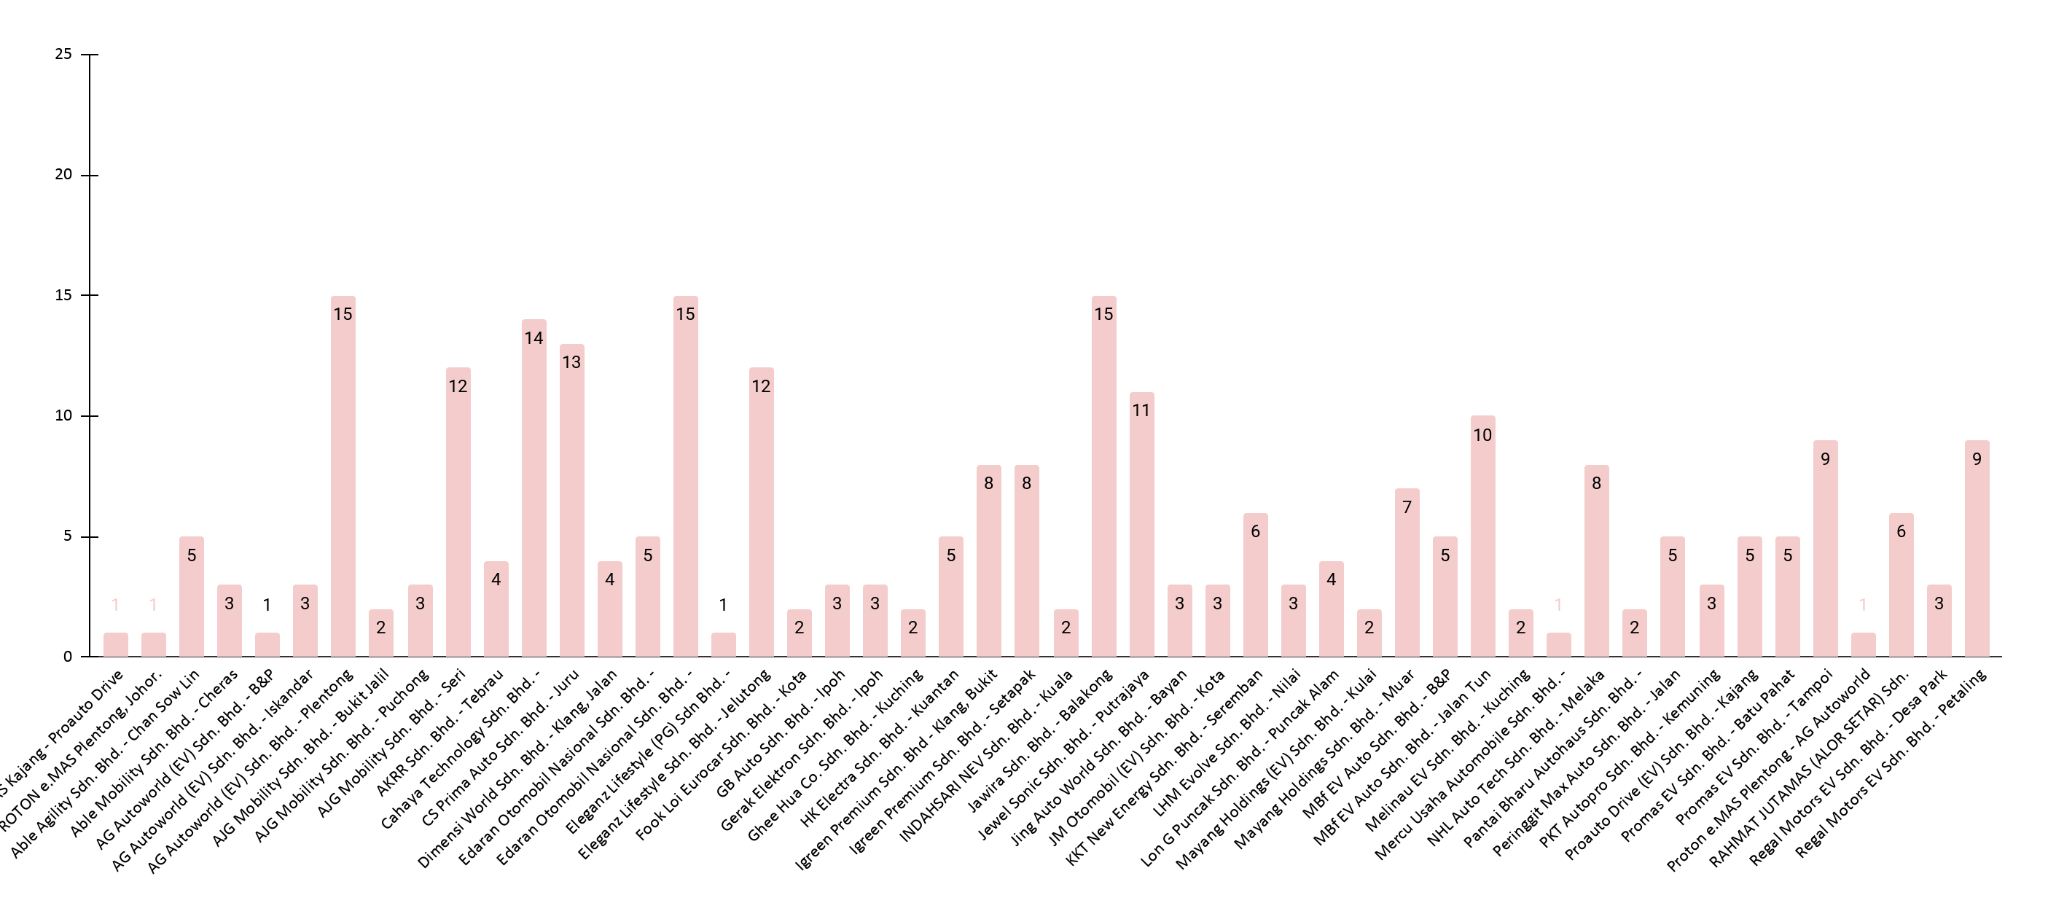 25
20
15
10
5
0
1
1
5
3
1
3
15
2
3
12
4
14
13
4
5
15
1
12
2
3
3
2
5
8
8
2
15
11
3
3
6
3
4
2
7
5
10
2
1
8
2
5
3
5
5
9
1
6
3
9
S Kajang - Proauto Drive
ROTON e.MAS Plentong, Johor.
Able Agility Sdn. Bhd. - Chan Sow Lin
Able Mobility Sdn. Bhd. - Cheras
AG Autoworld (EV) Sdn. Bhd. - B&P
AG Autoworld (EV) Sdn. Bhd. - Iskandar
AG Autoworld (EV) Sdn. Bhd. - Plentong
AJG Mobility Sdn. Bhd. - Bukit Jalil
AJG Mobility Sdn. Bhd. - Puchong
AJG Mobility Sdn. Bhd. - Seri
AKRR Sdn. Bhd. - Tebrau
Cahaya Technology Sdn. Bhd. -
CS Prima Auto Sdn. Bhd. - Juru
Dimensi World Sdn. Bhd. - Klang, Jalan
Edaran Otomobil Nasional Sdn. Bhd. -
Edaran Otomobil Nasional Sdn. Bhd. -
Eleganz Lifestyle (PG) Sdn Bhd. -
Eleganz Lifestyle Sdn. Bhd. - Jelutong
Fook Loi Eurocar Sdn. Bhd. - Kota
GB Auto Sdn. Bhd. - Ipoh
Gerak Elektron Sdn. Bhd. - Ipoh
Ghee Hua Co. Sdn. Bhd. - Kuching
HK Electra Sdn. Bhd. - Kuantan
Igreen Premium Sdn. Bhd - Klang, Bukit
Igreen Premium Sdn. Bhd. - Setapak
INDAHSARI NEV Sdn. Bhd. - Kuala
Jawira Sdn. Bhd. - Balakong
Jewel Sonic Sdn. Bhd. - Putrajaya
Jing Auto World Sdn. Bhd. - Bayan
JM Otomobil (EV) Sdn. Bhd. - Kota
KKT New Energy Sdn. Bhd. - Seremban
LHM Evolve Sdn. Bhd. - Nilai
Lon G Puncak Sdn. Bhd. - Puncak Alam
Mayang Holdings (EV) Sdn. Bhd. - Kulai
Mayang Holdings Sdn. Bhd. - Muar
MBf EV Auto Sdn. Bhd. - B&P
MBf EV Auto Sdn. Bhd. - Jalan Tun
Melinau EV Sdn. Bhd. - Kuching
Mercu Usaha Automobile Sdn. Bhd. -
NHL Auto Tech Sdn. Bhd. - Melaka
Pantai Bharu Autohaus Sdn. Bhd. -
Peringgit Max Auto Sdn. Bhd. - Jalan
PKT Autopro Sdn. Bhd. - Kemuning
Proauto Drive (EV) Sdn. Bhd. - Kajang
Promas EV Sdn. Bhd. - Batu Pahat
Promas EV Sdn. Bhd. - Tampoi
Proton e.MAS Plentong - AG Autoworld
RAHMAT JUTAMAS (ALOR SETAR) Sdn.
Regal Motors EV Sdn. Bhd. - Desa Park
Regal Motors EV Sdn. Bhd. - Petaling